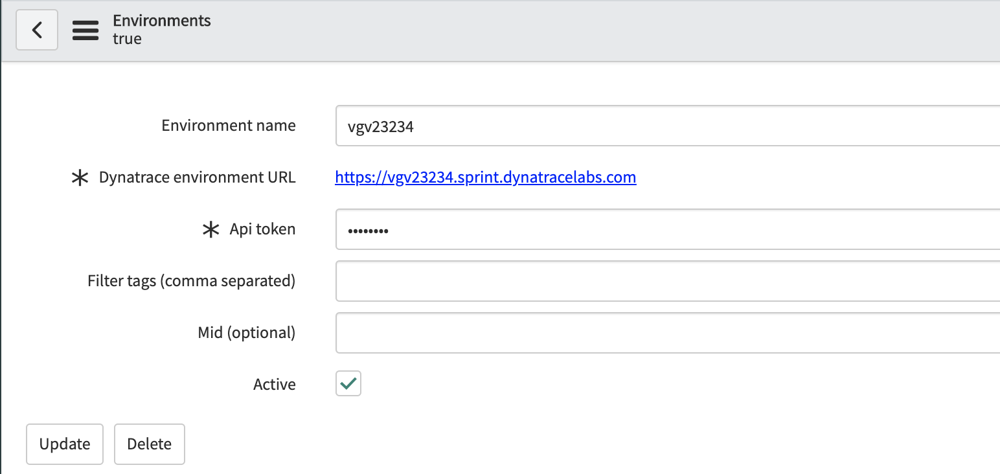 Environments
true
Environment name
vgv23234
Dynatrace environment URL
https://vgv23234.sprint.dynatracelabs.com
Api token
••••••••
Filter tags (comma separated)
Mid (optional)
Active
Update
Delete